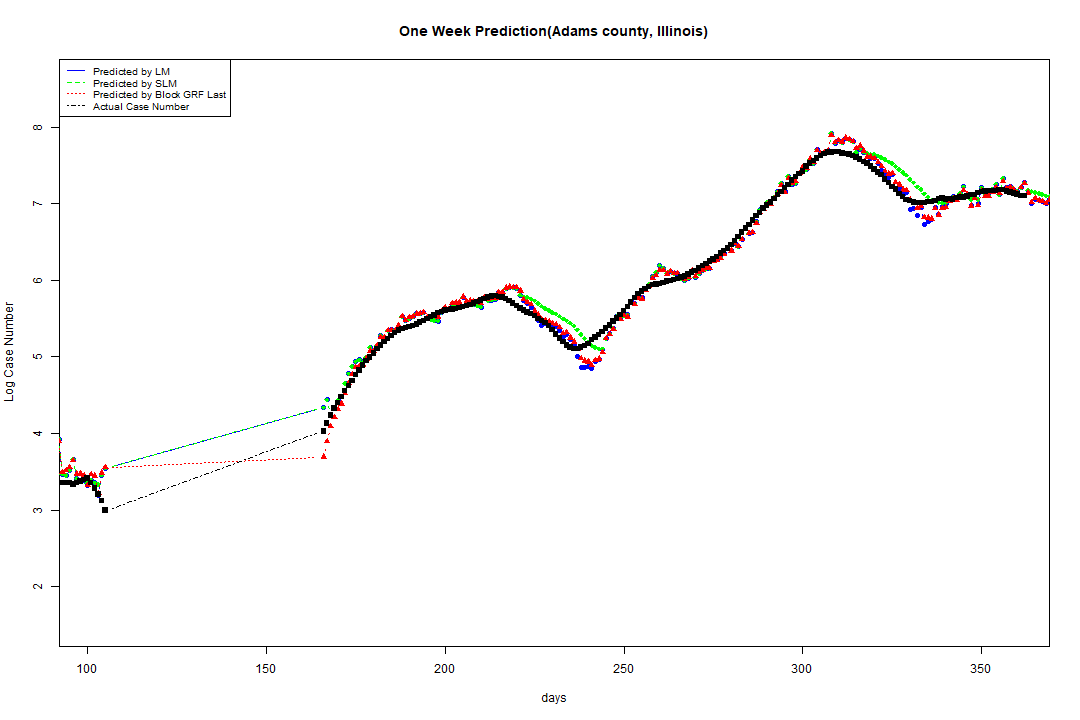 One Week Prediction(Adams county, Illinois)
Predicted by LM
Predicted by SLM
Predicted by Block GRF Last
Actual Case Number
Log Case Number
8
7
6
5
4
3
2
100 150 200 250 300 350
days